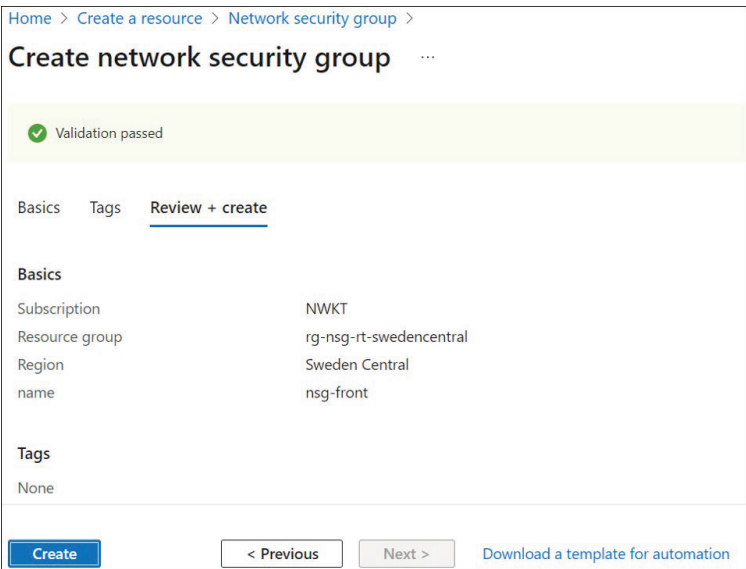 Home > Create a resource > Network security group >
Create network security group ...
Validation passed
Basics Tags Review + create
Basics
Subscription NWKT
Resource group rg-nsg-rt-swedencentral
Region Sweden Central
name nsg-front
Tags
None
Create < Previous Next > Download a template for automation